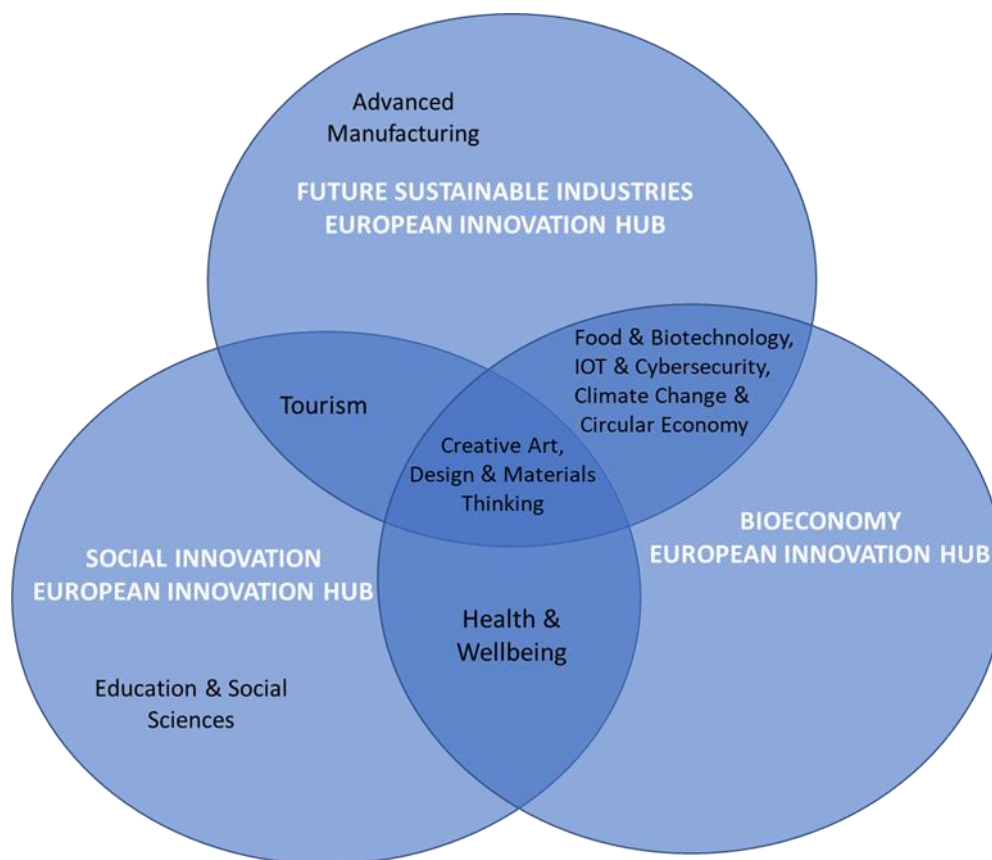 Advanced
Manufacturing
FUTURE SUSTAINABLE INDUSTRIES
EUROPEAN INNOVATION HUB
Food & Biotechnology,
IOT & Cybersecurity,
Climate Change &
Circular Economy
Tourism
Creative Art,
Design & Materials
Thinking
SOCIAL INNOVATION
EUROPEAN INNOVATION HUB
BIOECONOMY
EUROPEAN INNOVATION HUB
Health &
Wellbeing
Education & Social
Sciences